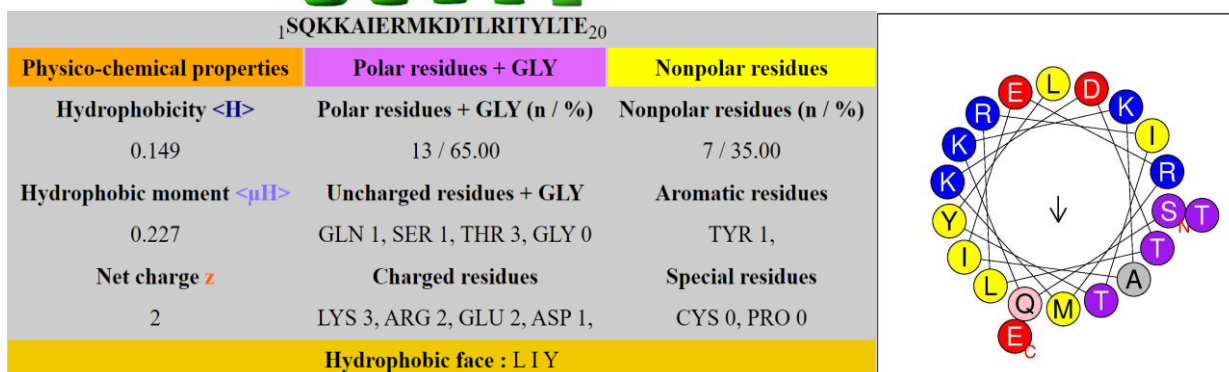 1SQKKAIERMKDTLRITYLTE20
Physico-chemical properties Polar residues + GLY Nonpolar residues
Hydrophobicity <H> Polar residues + GLY (n / %) Nonpolar residues (n / %)
0.149 13 / 65.00 7 / 35.00
Hydrophobic moment <µH> Uncharged residues + GLY Aromatic residues
0.227 GLN 1, SER 1, THR 3, GLY 0 TYR 1,
Net charge z Charged residues Special residues
2 LYS 3, ARG 2, GLU 2, ASP 1, CYS 0, PRO 0
Hydrophobic face : L I Y
E L D
R K
K I
K R
Y S T
N
I T
L A
Q M T
E
C